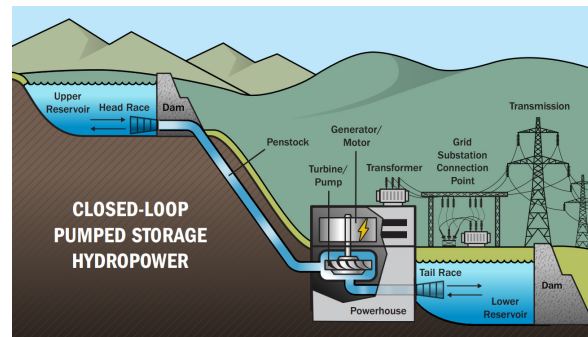 Upper
Reservoir
Head Race
Dam
Penstock
Generator/
Motor
Turbine/
Pump
Transformer
Grid
Substation
Connection
Point
Transmission
CLOSED-LOOP
PUMPED STORAGE
HYDROPOWER
Tail Race
Lower
Reservoir
Dam
Powerhouse